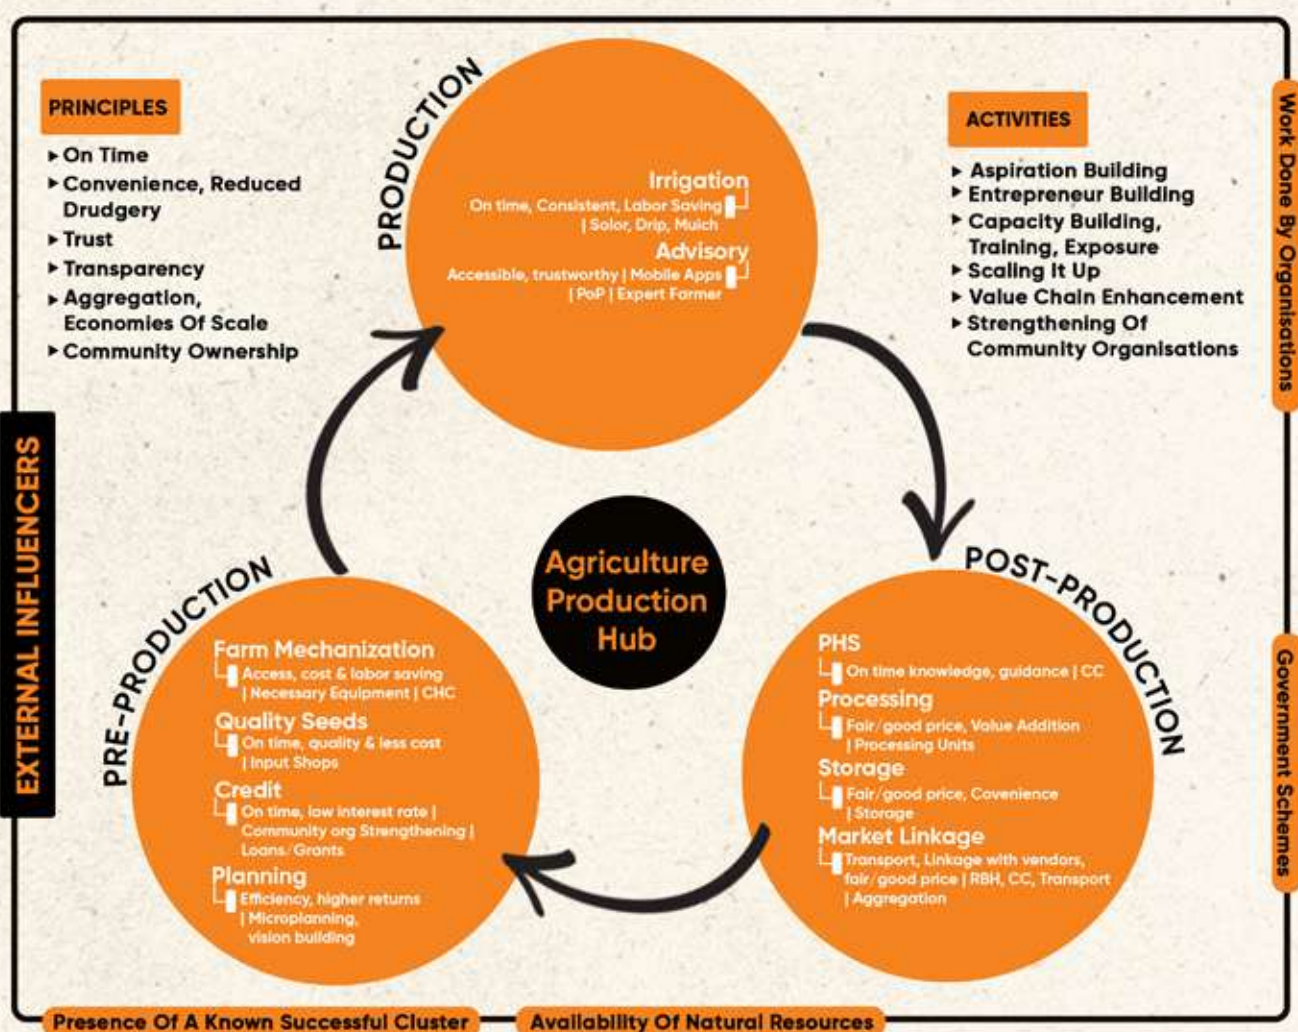 PRINCIPLES
On Time
Convenience, Reduced
Drudgery
Trust
Transparency
Aggregation,
Economies Of Scale
Community Ownership
PRODUCTION
Irrigation
On time, Consistent, Labor Saving
| Solor, Drip, Mulch
Advisory
Accessible, trustworthy | Mobile Apps
| PoP | Expert Farmer
ACTIVITIES
Aspiration Building
Entrepreneur Building
Capacity Building,
Training, Exposure
Scaling It Up
Value Chain Enhancement
Strengthening Of
Community Organisations
Work Done By Organisations
EXTERNAL INFLUENCERS
Agriculture
Production
Hub
PRE-PRODUCTION
Farm Mechanization
Access, cost & labor saving
| Necessary Equipment | CHC
Quality Seeds
On time, quality & less cost
| Input Shops
Credit
On time, low interest rate |
Community org Strengthening |
Loans/Grants
Planning
Efficiency, higher returns
| Microplanning,
vision building
POST-PRODUCTION
PHS
On time knowledge, guidance | CC
Processing
Fair/good price, Value Addition
| Processing Units
Storage
Fair/good price, Covenience
| Storage
Market Linkage
Transport, Linkage with vendors,
fair/good price | RBH, CC, Transport
| Aggregation
Government Schemes
Presence Of A Known Successful Cluster
Availability Of Natural Resources